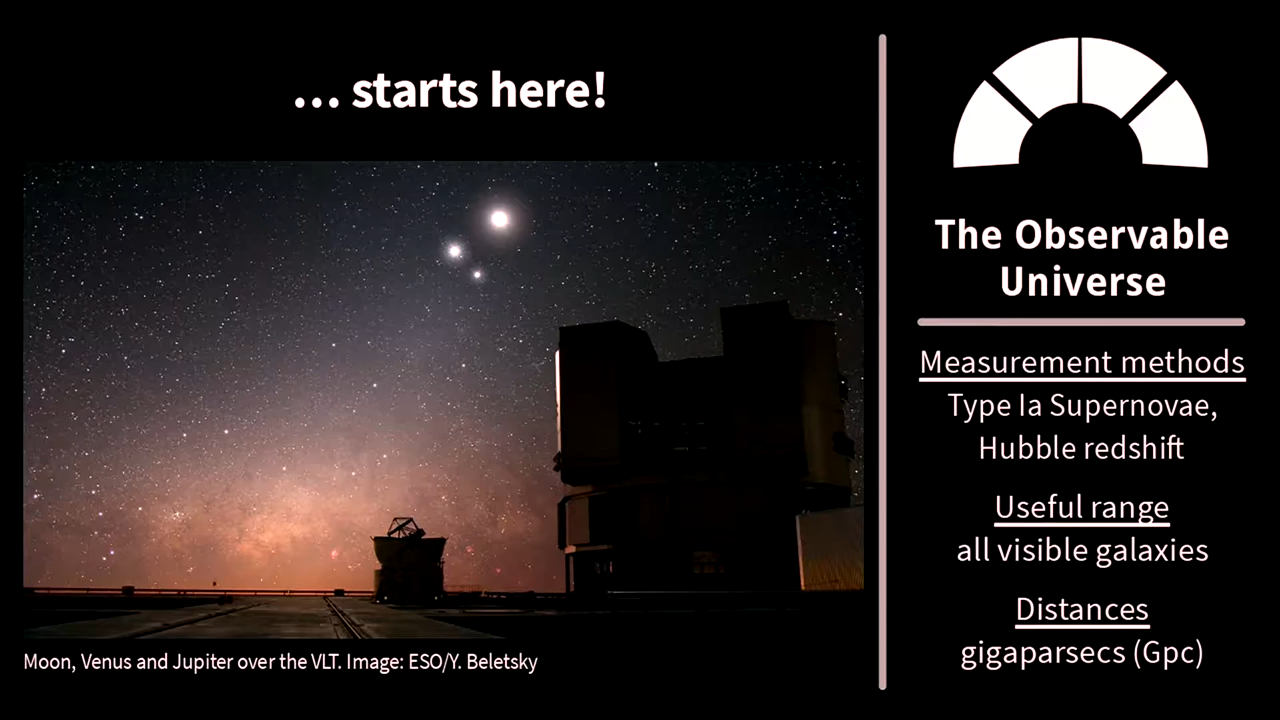 ... starts here!
Moon, Venus and Jupiter over the VLT. Image: ESO/Y. Beletsky
The Observable
Universe
Measurement methods
Type Ia Supernovae,
Hubble redshift
Useful range
all visible galaxies
Distances
gigaparsecs (Gpc)